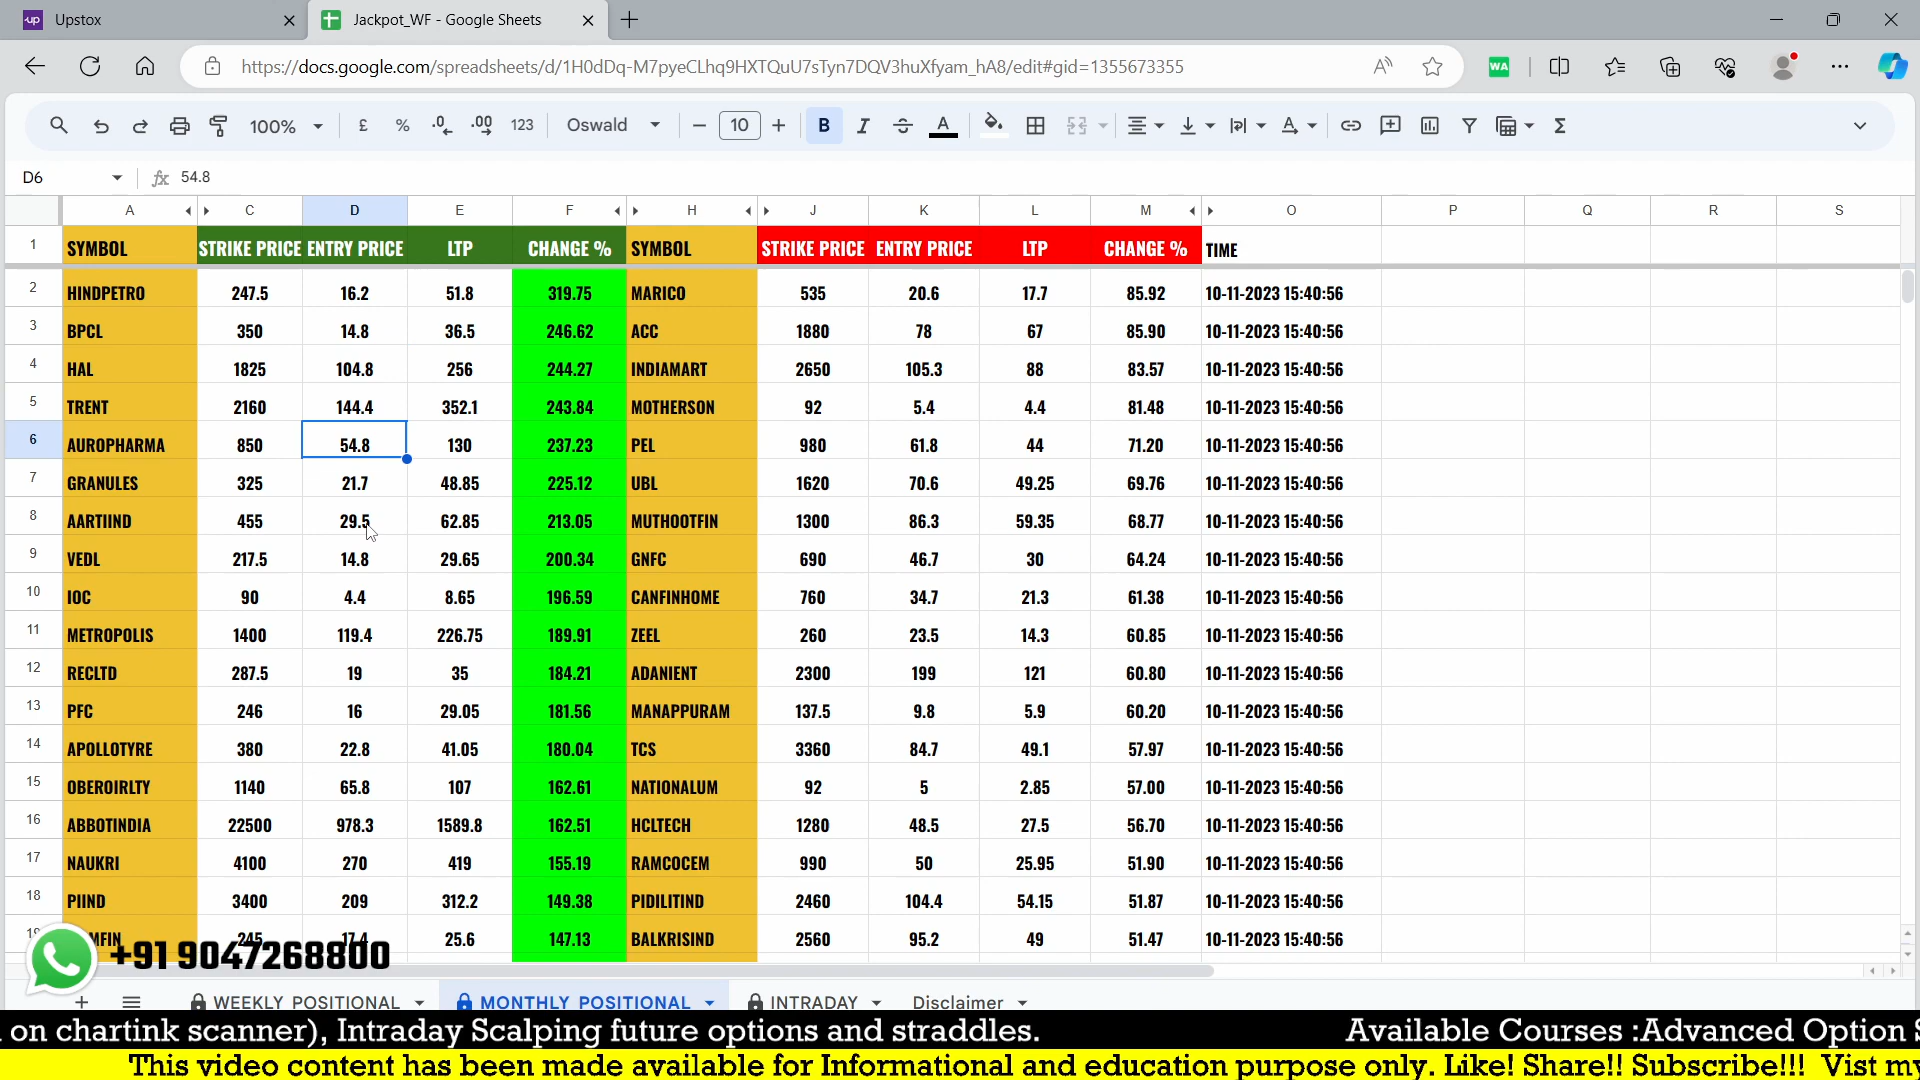 Upstox
Jackpot_WF - Google Sheets
https://docs.google.com/spreadsheets/d/1H0dDq-M7pyeCLhq9HXTQuU7sTyn7DQV3huXfyam_hA8/edit#gid=1355673355
100% £ % .0 .00 123 Oswald 10 B I A Σ
D6 fx 54.8
A C D E F H J K L M O P Q R S
1 SYMBOL STRIKE PRICE ENTRY PRICE LTP CHANGE % SYMBOL STRIKE PRICE ENTRY PRICE LTP CHANGE % TIME
2 HINDPETRO 247.5 16.2 51.8 319.75 MARICO 535 20.6 17.7 85.92 10-11-2023 15:40:56
3 BPCL 350 14.8 36.5 246.62 ACC 1880 78 67 85.90 10-11-2023 15:40:56
4 HAL 1825 104.8 256 244.27 INDIAMART 2650 105.3 88 83.57 10-11-2023 15:40:56
5 TRENT 2160 144.4 352.1 243.84 MOTHERSON 92 5.4 4.4 81.48 10-11-2023 15:40:56
6 AUROPHARMA 850 54.8 130 237.23 PEL 980 61.8 44 71.20 10-11-2023 15:40:56
7 GRANULES 325 21.7 48.85 225.12 UBL 1620 70.6 49.25 69.76 10-11-2023 15:40:56
8 AARTIIND 455 29.5 62.85 213.05 MUTHOOTFIN 1300 86.3 59.35 68.77 10-11-2023 15:40:56
9 VEDL 217.5 14.8 29.65 200.34 GNFC 690 46.7 30 64.24 10-11-2023 15:40:56
10 IOC 90 4.4 8.65 196.59 CANFINHOME 760 34.7 21.3 61.38 10-11-2023 15:40:56
11 METROPOLIS 1400 119.4 226.75 189.91 ZEEL 260 23.5 14.3 60.85 10-11-2023 15:40:56
12 RECLTD 287.5 19 35 184.21 ADANIENT 2300 199 121 60.80 10-11-2023 15:40:56
13 PFC 246 16 29.05 181.56 MANAPPURAM 137.5 9.8 5.9 60.20 10-11-2023 15:40:56
14 APOLLOTYRE 380 22.8 41.05 180.04 TCS 3360 84.7 49.1 57.97 10-11-2023 15:40:56
15 OBEROIRLTY 1140 65.8 107 162.61 NATIONALUM 92 5 2.85 57.00 10-11-2023 15:40:56
16 ABBOTINDIA 22500 978.3 1589.8 162.51 HCLTECH 1280 48.5 27.5 56.70 10-11-2023 15:40:56
17 NAUKRI 4100 270 419 155.19 RAMCOCEM 990 50 25.95 51.90 10-11-2023 15:40:56
18 PIIND 3400 209 312.2 149.38 PIDILITIND 2460 104.4 54.15 51.87 10-11-2023 15:40:56
MFIN 245 17.4 25.6 147.13 BALKRISIND 2560 95.2 49 51.47 10-11-2023 15:40:56
+91 9047268800
WEEKLY POSITIONAL MONTHLY POSITIONAL INTRADAY Disclaimer
on chartink scanner), Intraday Scalping future options and straddles. Available Courses :Advanced Option
This video content has been made available for Informational and education purpose only. Like! Share!! Subscribe!!! Vist my